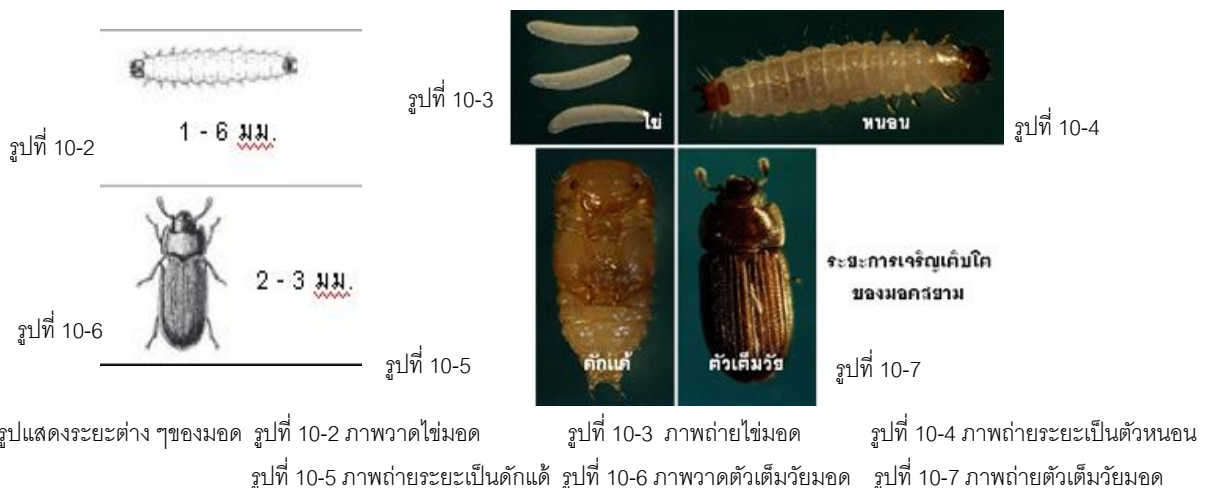 รูปที่ 10-2
1 - 6 มม.
รูปที่ 10-3
ไข่
หนอน
รูปที่ 10-4
รูปที่ 10-6
2 - 3 มม.
รูปที่ 10-5
ดักแด้
ตัวเต็มวัย
ระยะการเจริญเติบโต
ของมอดสยาม
รูปที่ 10-7
รูปแสดงระยะต่าง ๆของมอด รูปที่ 10-2 ภาพวาดไข่มอด รูปที่ 10-3 ภาพถ่ายไข่มอด รูปที่ 10-4 ภาพถ่ายระยะเป็นตัวหนอน
รูปที่ 10-5 ภาพถ่ายระยะเป็นดักแด้ รูปที่ 10-6 ภาพวาดตัวเต็มวัยมอด รูปที่ 10-7 ภาพถ่ายตัวเต็มวัยมอด